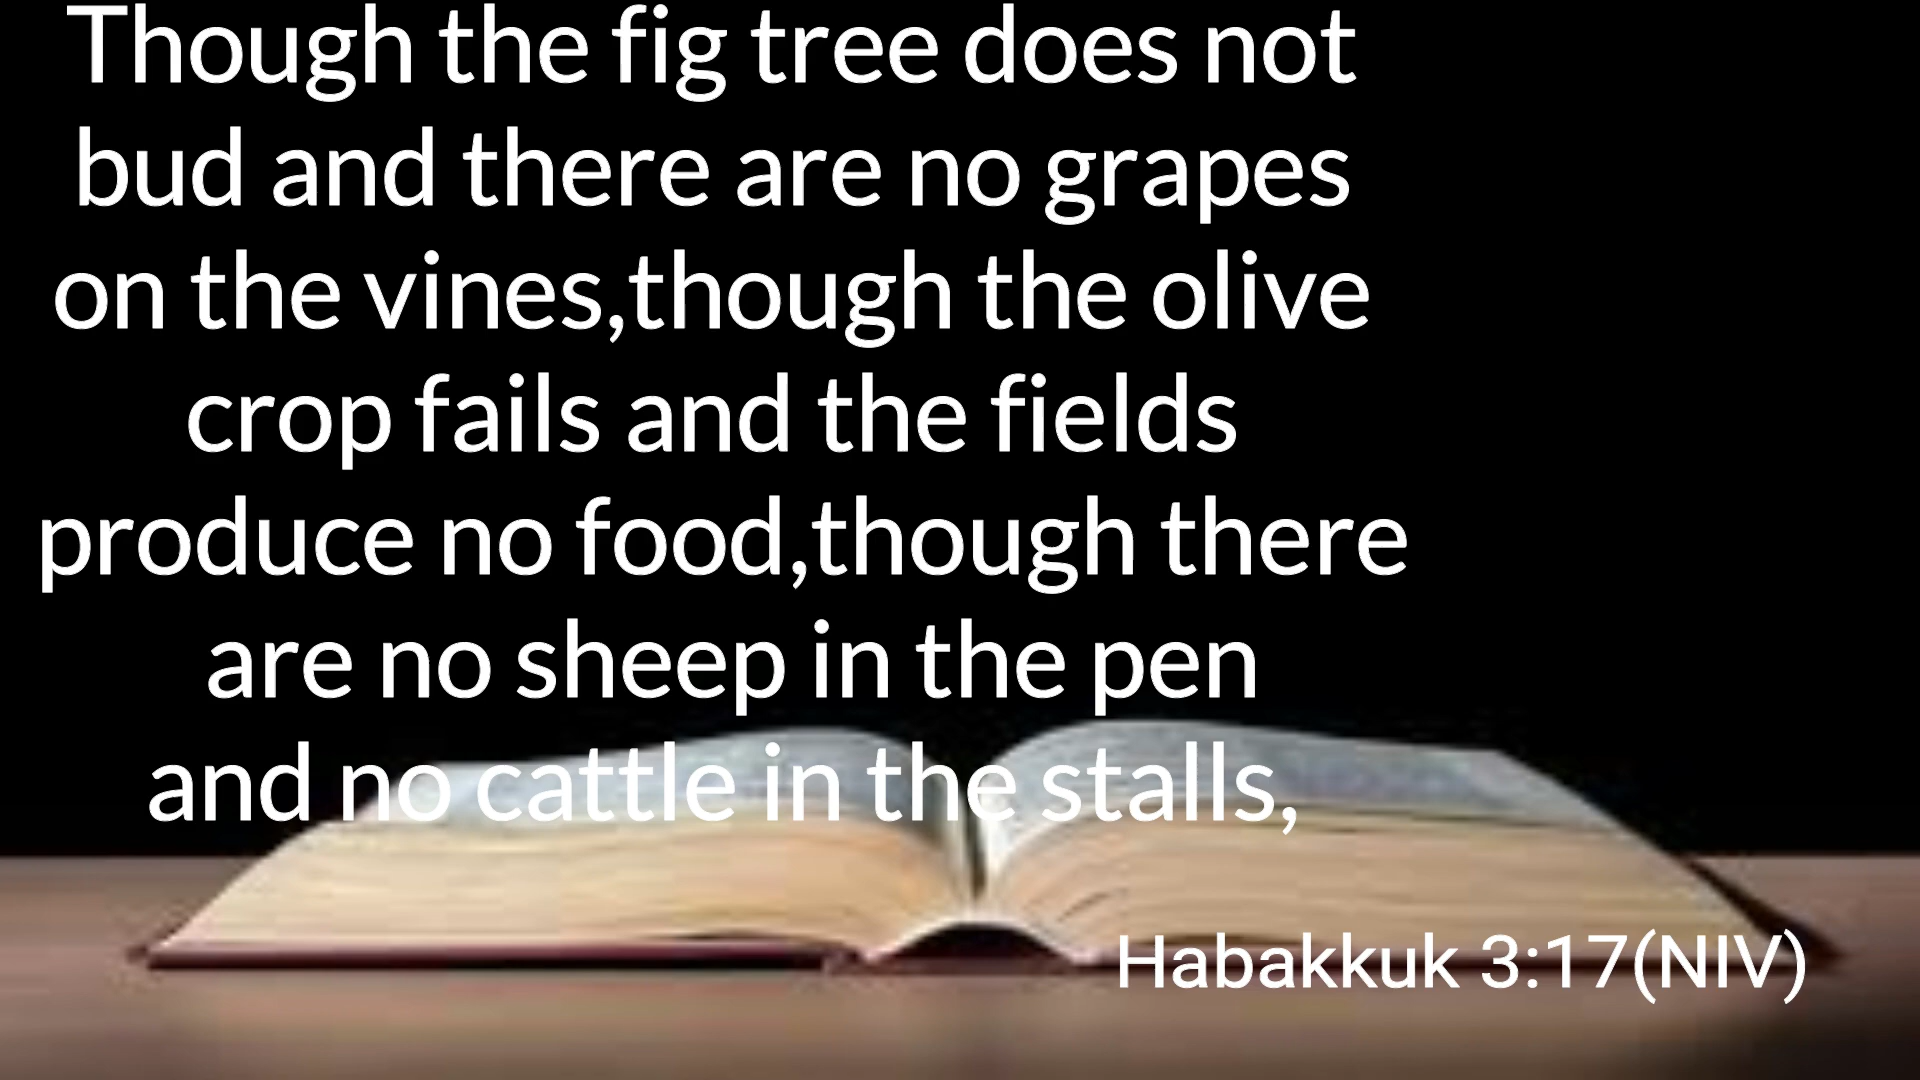 Though the fig tree does not
bud and there are no grapes
on the vines,though the olive
crop fails and the fields
produce no food,though there
are no sheep in the pen
and no cattle in the stalls,
Habakkuk 3:17(NIV)